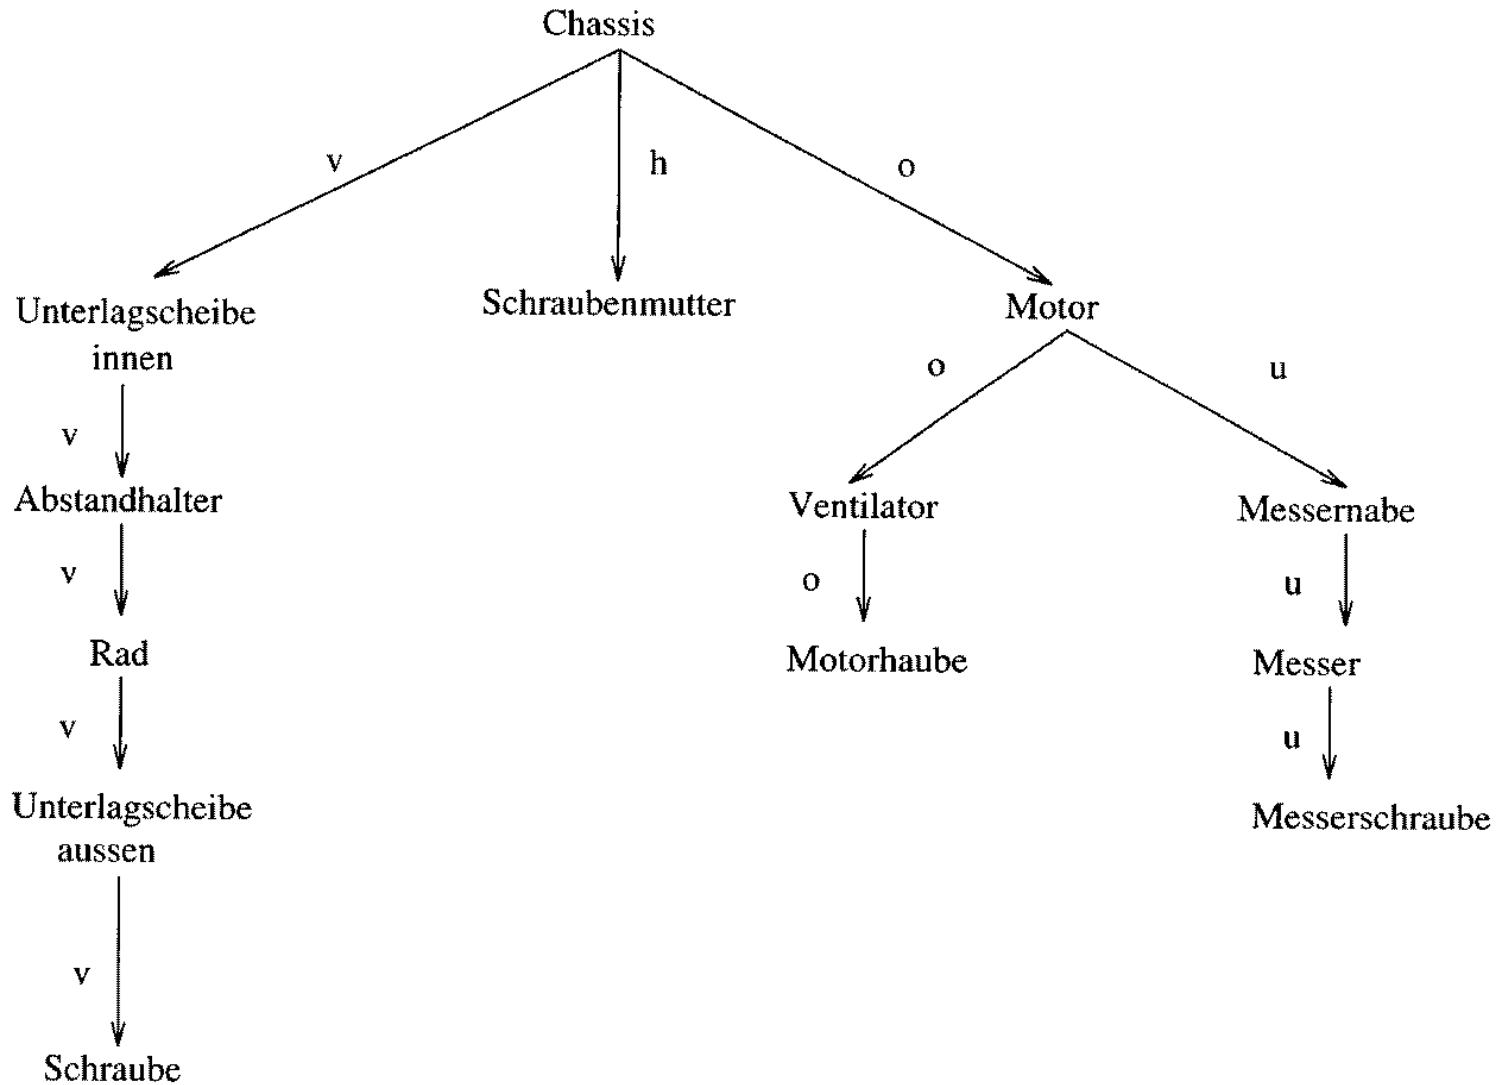 Chassis
v
h
o
Unterlagscheibe
innen
Schraubenmutter
Motor
o
u
v
Abstandhalter
Ventilator
Messernabe
v
o
u
Rad
Motorhaube
Messer
v
u
Unterlagscheibe
aussen
Messerschraube
v
Schraube